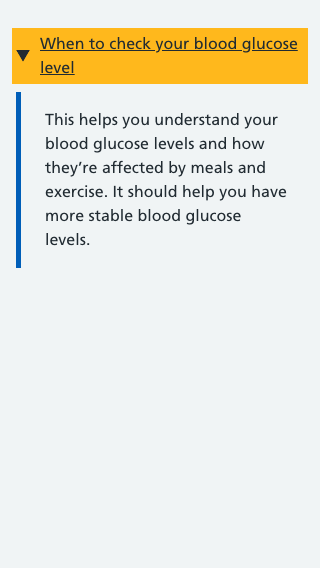 When to check your blood glucose
level
This helps you understand your
blood glucose levels and how
they’re affected by meals and
exercise. It should help you have
more stable blood glucose
levels.